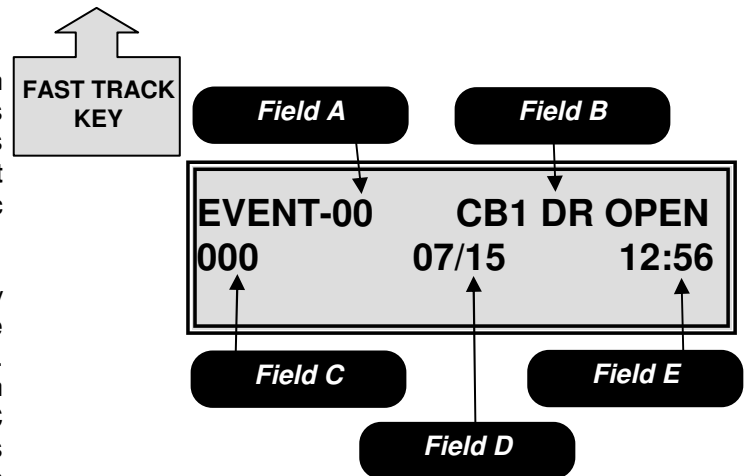 FAST TRACK
KEY
Field A
Field B
EVENT-00 CB1 DR OPEN
000 07/15 12:56
Field C
Field E
Field D